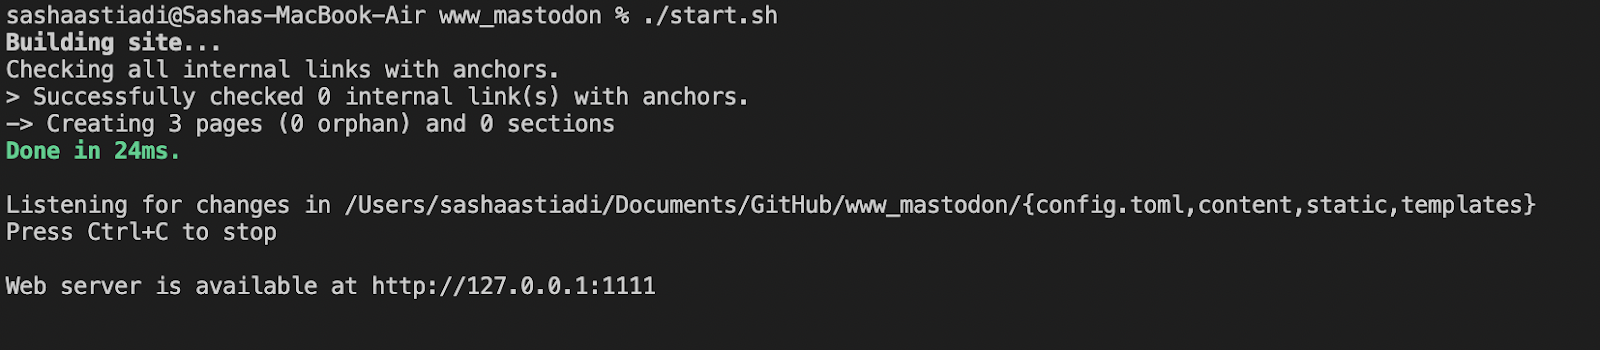 sashaastiadi@Sashas-MacBook-Air www_mastodon % ./start.sh
Building site...
Checking all internal links with anchors.
> Successfully checked 0 internal link(s) with anchors.
-> Creating 3 pages (0 orphan) and 0 sections
Done in 24ms.
Listening for changes in /Users/sashaastiadi/Documents/GitHub/www_mastodon/{config.toml,content,static,templates}
Press Ctrl+C to stop
Web server is available at http://127.0.0.1:1111